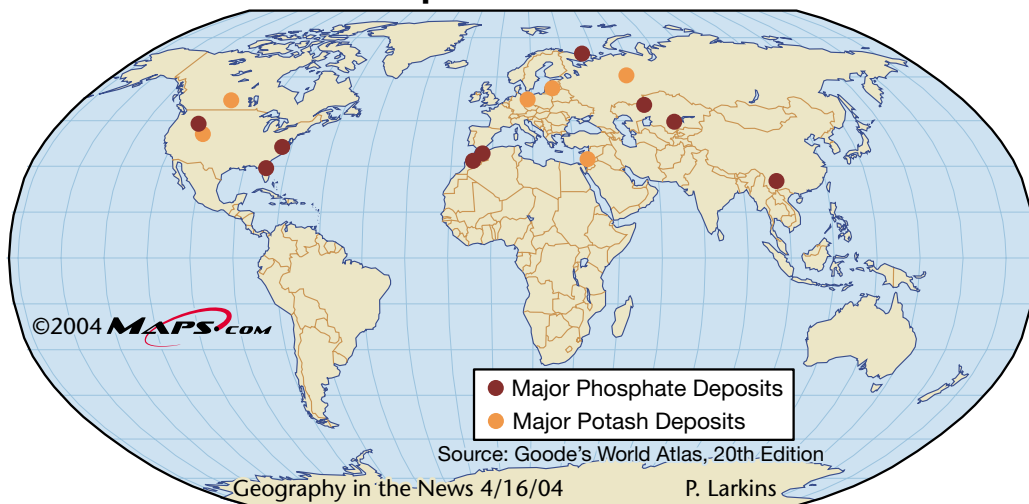 ©2004 MAPS.COM
Major Phosphate Deposits
Major Potash Deposits
Source: Goode's World Atlas, 20th Edition
Geography in the News 4/16/04 P. Larkins